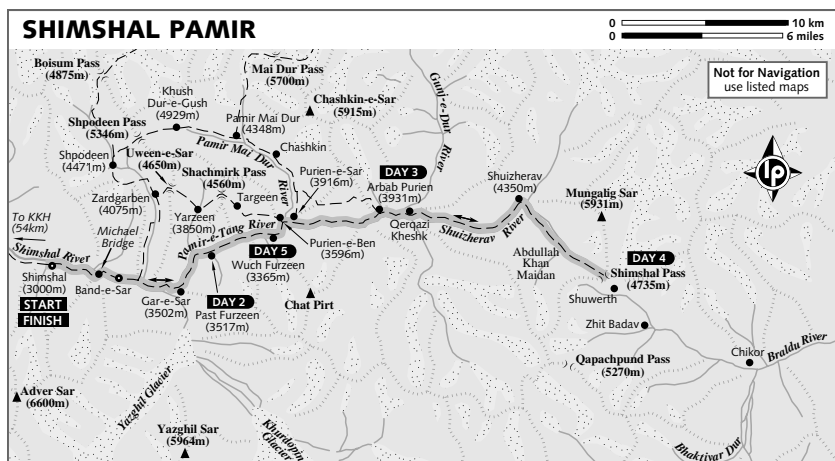 SHIMSHAL PAMIR
0 10 km
0 6 miles
Not for Navigation
use listed maps
Boisum Pass
(4875m)
Mai Dur Pass
(5700m)
Khush
Dur-e-Gush
(4929m)
Chashkin-e-Sar
(5915m)
Gunj-e-Dur
River
Shpodeen Pass
(5346m)
Pamir Mai Dur
(4348m)
Pamir Mai Dur
River
Chashkin
Shpodeen
(4471m)
Uween-e-Sar
(4650m)
Shachmirk Pass
(4560m)
Purien-e-Sar
(3916m)
DAY 3
Arbab Purien
(3931m)
Shuizherav
(4350m)
Mungalig Sar
(5931m)
lp
Zardgarben
(4075m)
Targeen
Yarzeen
(3850m)
Qerqazi
Kheshk
Shuizherav
River
To KKH
(54km)
Michael
Bridge
Pamir-e-Tang River
DAY 5
Wuch Furzeen
(3365m)
Purien-e-Ben
(3596m)
Abdullah
Khan
Maidan
DAY 4
Shimshal Pass
(4735m)
Shimshal River
Shimshal
(3000m)
START
FINISH
Band-e-Sar
Gar-e-Sar
(3502m)
DAY 2
Past Furzeen
(3517m)
Chat Pirt
Shuwerth
Zhit Badav
Qapachpund Pass
(5270m)
Chikor
Braldu River
Adver Sar
(6600m)
Yazghil Glacier
Yazghil Sar
(5964m)
Khurdopin
Glacier
Bhaktiyar Dur